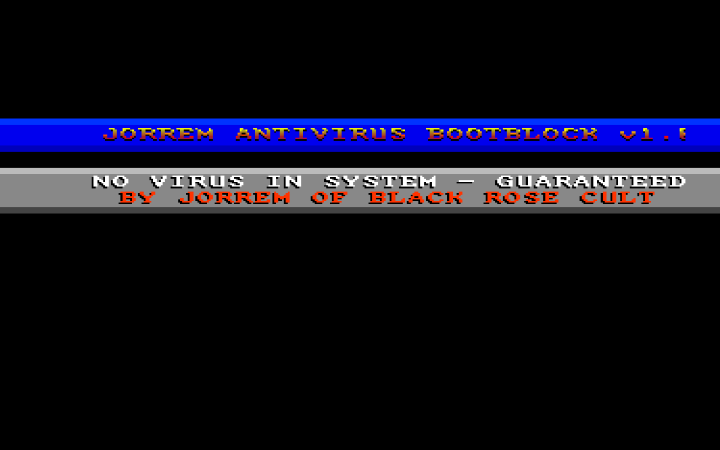 JORREM ANTIVIRUS BOOTBLOCK v1.
NO VIRUS IN SYSTEM - GUARANTEED
BY JORREM OF BLACK ROSE CULT